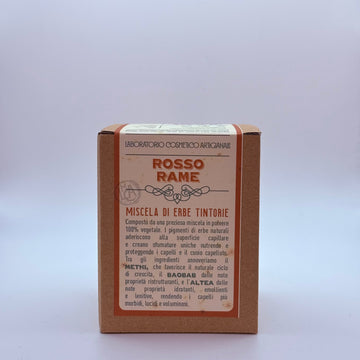 LABORATORIO COSMETICO ARTIGIANALE
ROSSO
RAME
MISCELA DI ERBE TINTORIE
Composto da una preziosa miscela in polvere
100% vegetale. I pigmenti di erbe naturali
aderiscono alla superficie capillare
e creano sfumature uniche nutrendo e
proteggendo i capelli e il cuoio capelluto.
Tra gli ingredienti annoveriamo il
METHI, che favorisce il naturale ciclo
di crescita, il BAOBAB dalle note
proprietà ristrutturanti, e l'ALTEA dalle
note proprietà idratanti, emollienti
e lenitive, rendendo i capelli più
morbidi, lucidi e voluminosi.